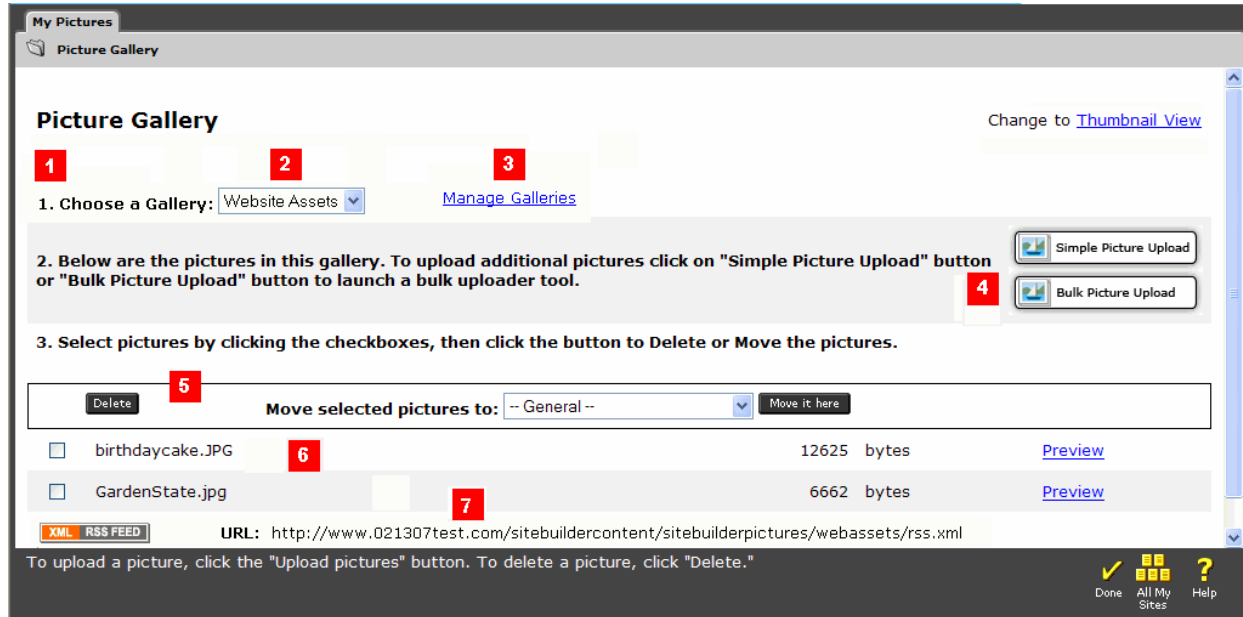 My Pictures
Picture Gallery
Picture Gallery
Change to Thumbnail View
1
2
3
1. Choose a Gallery: Website Assets
Manage Galleries
2. Below are the pictures in this gallery. To upload additional pictures click on "Simple Picture Upload" button
or "Bulk Picture Upload" button to launch a bulk uploader tool.
Simple Picture Upload
4
Bulk Picture Upload
3. Select pictures by clicking the checkboxes, then click the button to Delete or Move the pictures.
5
Delete
Move selected pictures to: -- General --
Move it here
birthdaycake.JPG
6
12625 bytes
Preview
GardenState.jpg
6662 bytes
Preview
7
XML RSS FEED
URL: http://www.021307test.com/sitebuildercontent/sitebuilderpictures/webassets/rss.xml
To upload a picture, click the "Upload pictures" button. To delete a picture, click "Delete."
Done
All My
Sites
?
Help